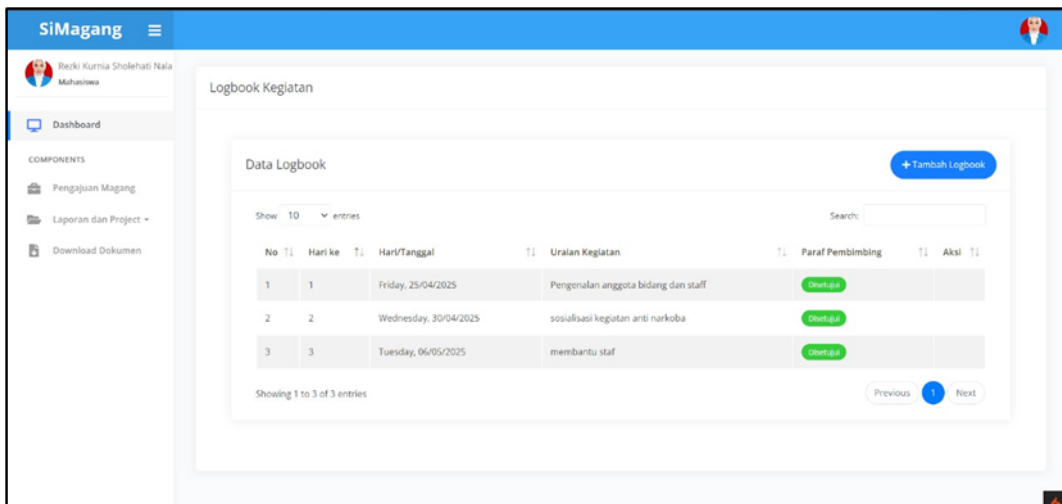 SiMagang
Rezki Kurnia Sholehati Nala
Mahasiswa
Dashboard
COMPONENTS
Pengajuan Magang
Laporan dan Project
Download Dokumen
Logbook Kegiatan
Data Logbook
+ Tambah Logbook
Show 10 entries
Search:
No Hari ke Hari/Tanggal Uraian Kegiatan Paraf Pembimbing Aksi
1 1 Friday, 25/04/2025 Pengenalan anggota bidang dan staff Disetujui
2 2 Wednesday, 30/04/2025 sosialisasi kegiatan anti narkoba Disetujui
3 3 Tuesday, 06/05/2025 membantu staf Disetujui
Showing 1 to 3 of 3 entries
Previous 1 Next